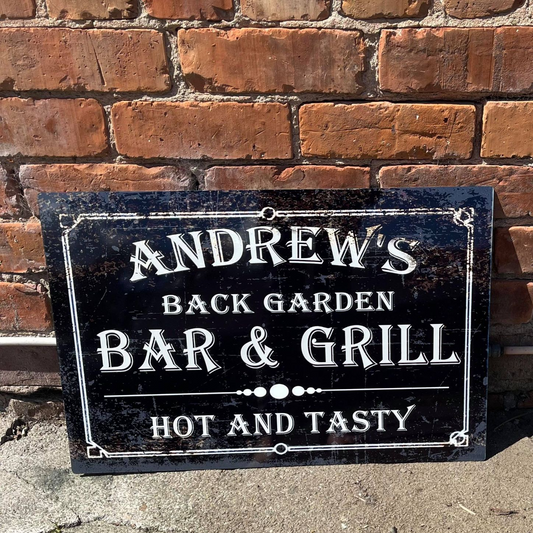 ANDREW'S
BACK GARDEN
BAR & GRILL
HOT AND TASTY